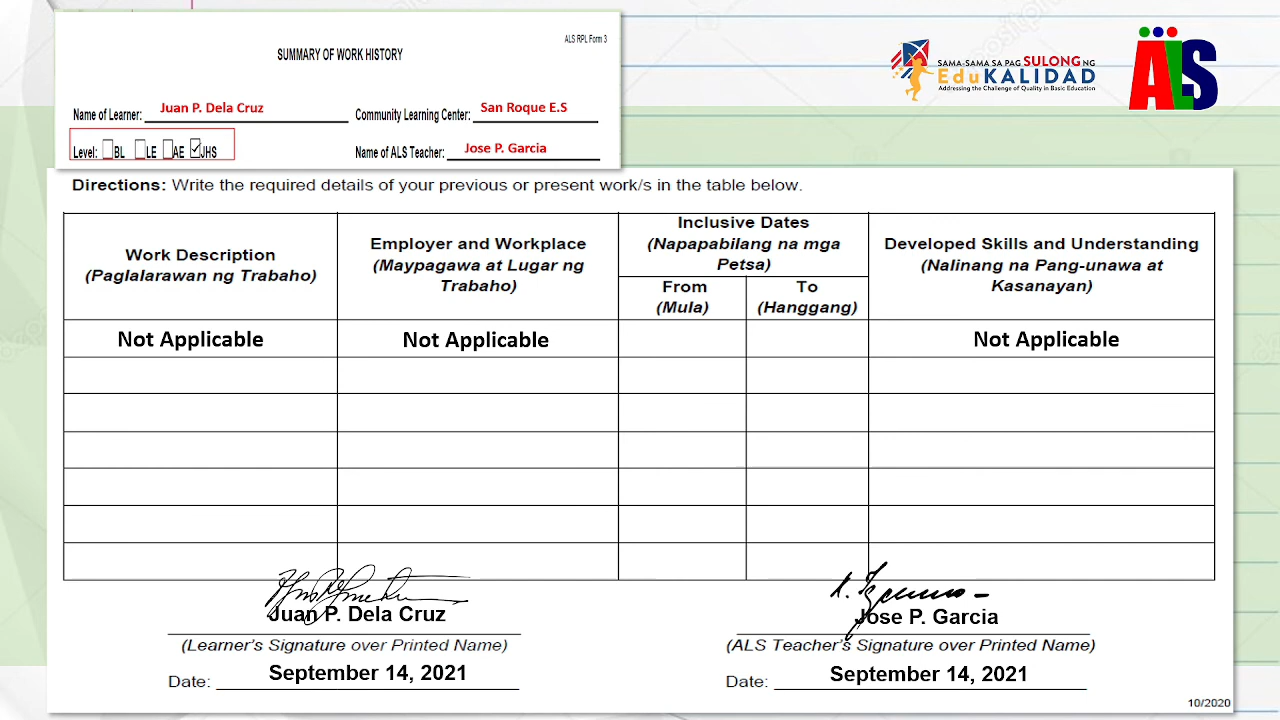 ALS RPL Form 3
SUMMARY OF WORK HISTORY
Name of Learner: Juan P. Dela Cruz
Community Learning Center: San Roque E.S
Level: BL LE AE JHS
Name of ALS Teacher: Jose P. Garcia
SAMA-SAMA SA PAG SULONG NG
EduKALIDAD
Addressing the Challenge of Quality in Basic Education
ALS
Directions: Write the required details of your previous or present work/s in the table below.
Work Description
(Paglalarawan ng Trabaho)
Employer and Workplace
(Maypagawa at Lugar ng
Trabaho)
Inclusive Dates
(Napapabilang na mga
Petsa)
From
(Mula)
To
(Hanggang)
Developed Skills and Understanding
(Nalinang na Pang-unawa at
Kasanayan)
Not Applicable
Not Applicable
Not Applicable
Juan P. Dela Cruz
(Learner's Signature over Printed Name)
Date: September 14, 2021
Jose P. Garcia
(ALS Teacher's Signature over Printed Name)
Date: September 14, 2021
10/2020